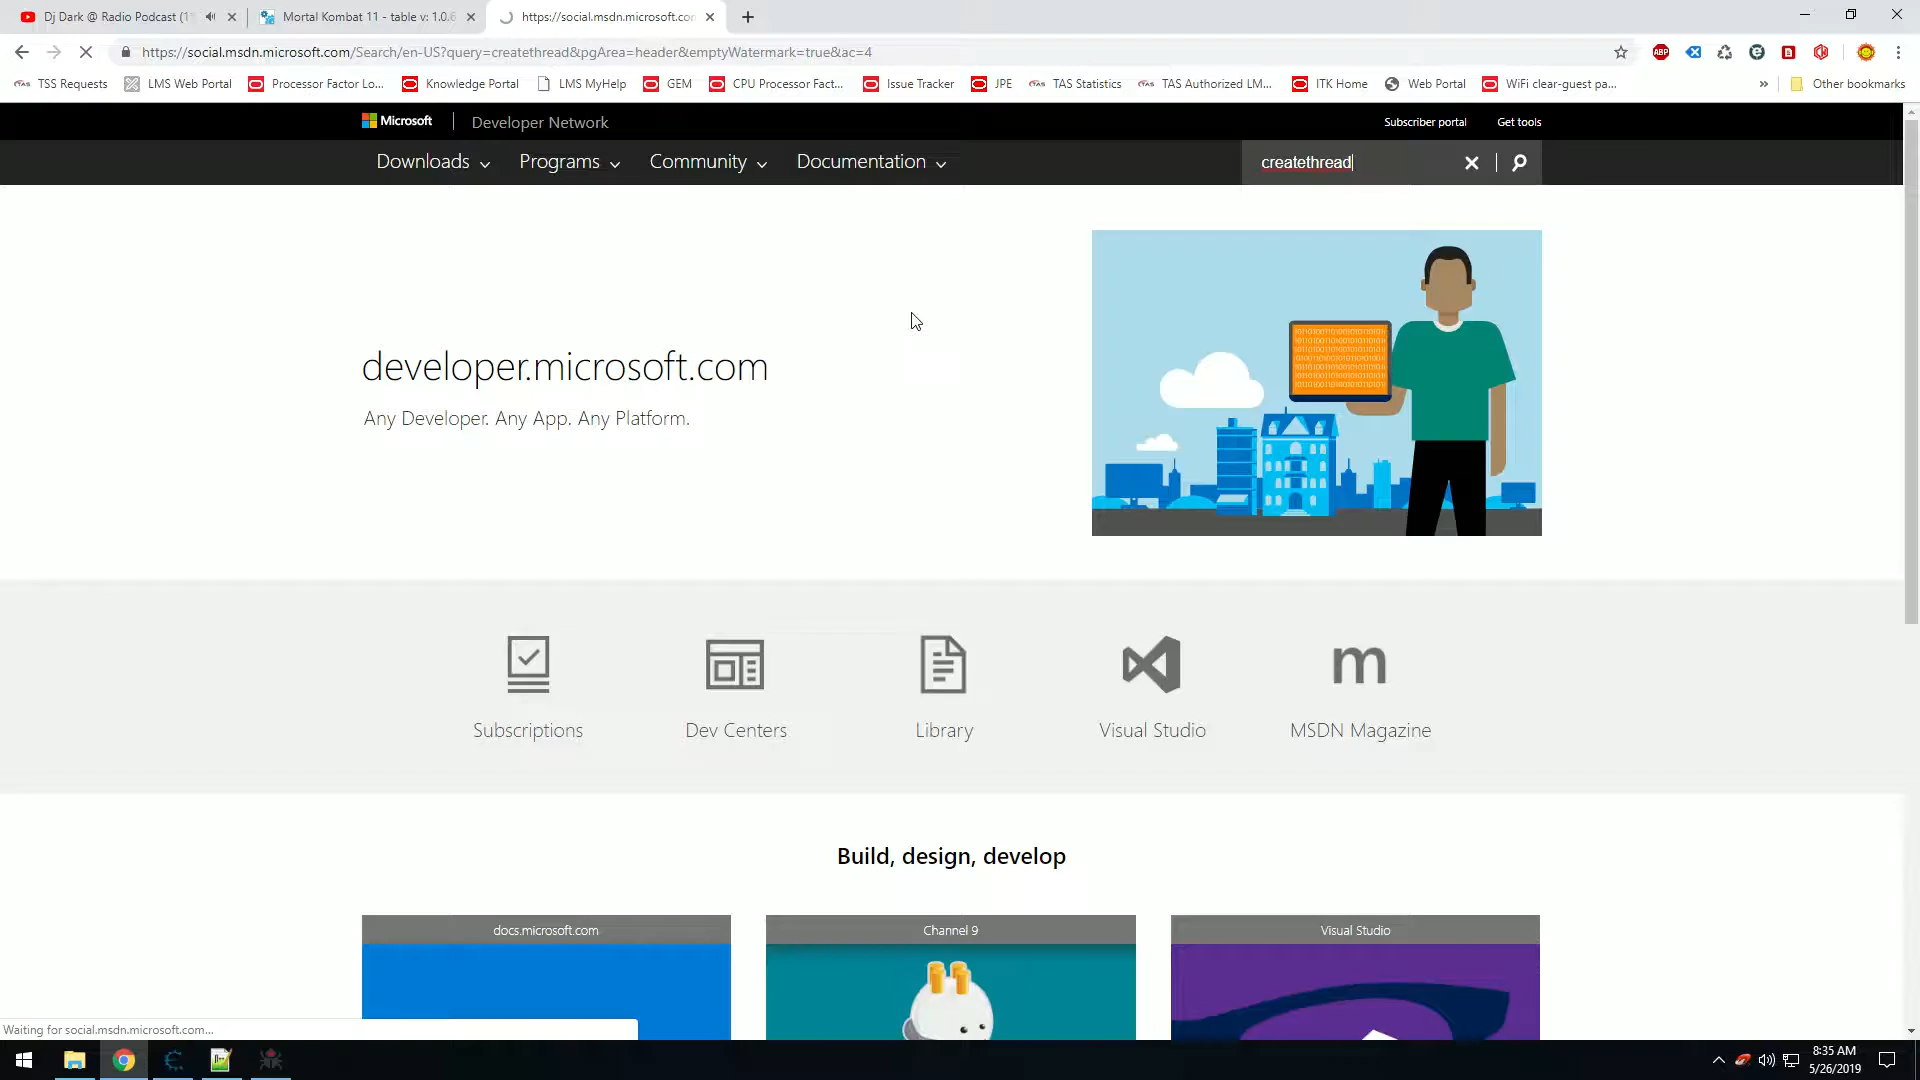 Dj Dark @ Radio Podcast (1
Mortal Kombat 11 - table v: 1.0.6
https://social.msdn.microsoft.co
https://social.msdn.microsoft.com/Search/en-US?query=createthread&pgArea=header&emptyWatermark=true&ac=4
ABP
TAS TSS Requests
LMS Web Portal
Processor Factor Lo...
Knowledge Portal
LMS MyHelp
GEM
CPU Processor Fact...
Issue Tracker
JPE
TAS TAS Statistics
TAS TAS Authorized LM...
ITK Home
Web Portal
WiFi clear-guest pa...
»
Other bookmarks
Microsoft
Developer Network
Subscriber portal
Get tools
Downloads
Programs
Community
Documentation
createthread
developer.microsoft.com
Any Developer. Any App. Any Platform.
Subscriptions
Dev Centers
Library
Visual Studio
m
MSDN Magazine
Build, design, develop
docs.microsoft.com
Channel 9
Visual Studio
Waiting for social.msdn.microsoft.com...
8:35 AM
5/26/2019